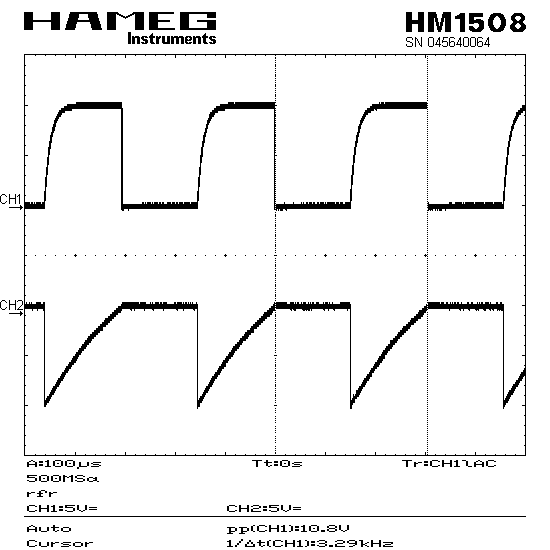 HAMEG
Instruments
HM1508
SN 045640064
CH1
CH2
A:100µs Tt:0s Tr:CH1~AC
500MSa
rfr
CH1:5V= CH2:5V=
Auto pp(CH1):10.8V
Cursor 1/Δt(CH1):3.29kHz